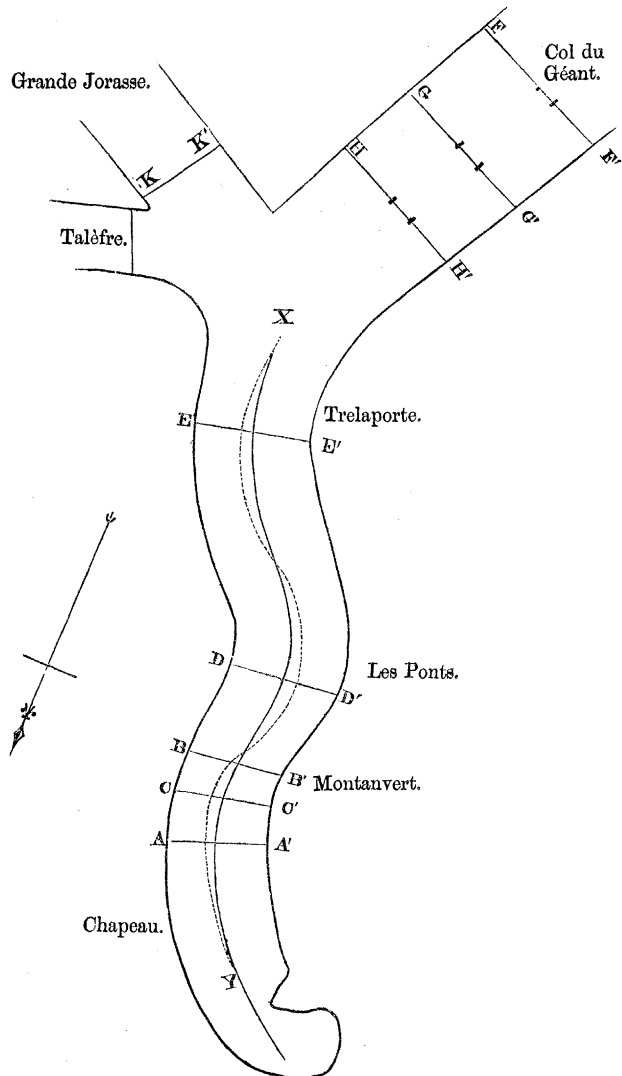 Grande Jorasse.
Col du
Géant.
F
G
K'
H
K
F'
G'
Talèfre.
H'
X
E
Trelaporte.
E'
D
Les Ponts.
D'
B
B'
Montanvert.
C
C'
A
A'
Chapeau.
Y